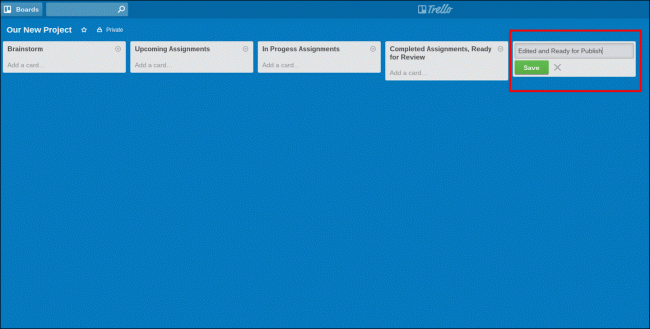 Boards
Trello
Our New Project
Private
Brainstorm
Add a card...
Upcoming Assignments
Add a card...
In Progess Assignments
Add a card...
Completed Assignments, Ready
for Review
Add a card...
Edited and Ready for Publish
Save